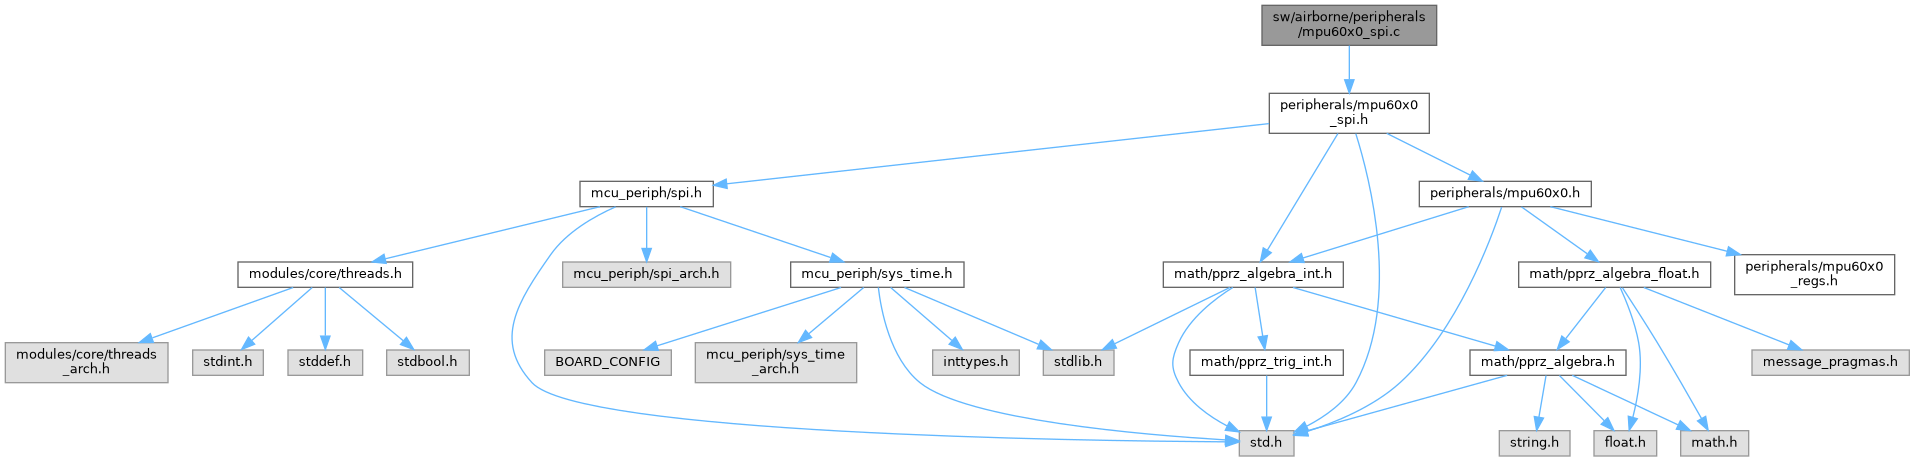 sw/airborne/peripherals
/mpu60x0_spi.c
peripherals/mpu60x0
_spi.h
mcu_periph/spi.h
peripherals/mpu60x0.h
modules/core/threads.h
mcu_periph/spi_arch.h
mcu_periph/sys_time.h
math/pprz_algebra_int.h
math/pprz_algebra_float.h
peripherals/mpu60x0
_regs.h
modules/core/threads
_arch.h
stdint.h
stddef.h
stdbool.h
BOARD_CONFIG
mcu_periph/sys_time
_arch.h
inttypes.h
stdlib.h
math/pprz_trig_int.h
math/pprz_algebra.h
message_pragmas.h
std.h
string.h
float.h
math.h